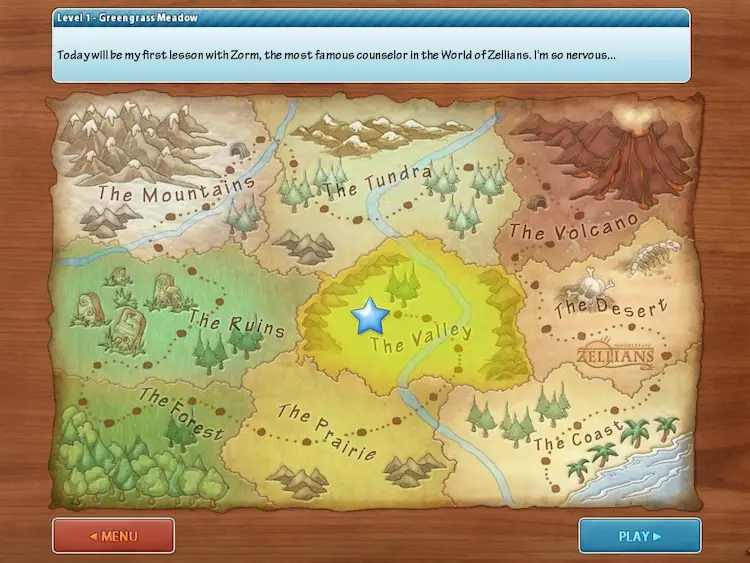 Level 1 - Greengrass Meadow
Today will be my first lesson with Zorm, the most famous counselor in the World of Zellians. I'm so nervous...
The Mountains
The Tundra
The Volcano
The Ruins
The Valley
The Desert
ZELLIANS
The Forest
The Prairie
The Coast
MENU
PLAY